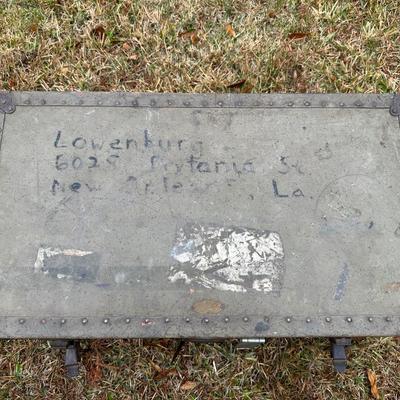 Lowenburg
6025 Prytania St
New Orleans, La.